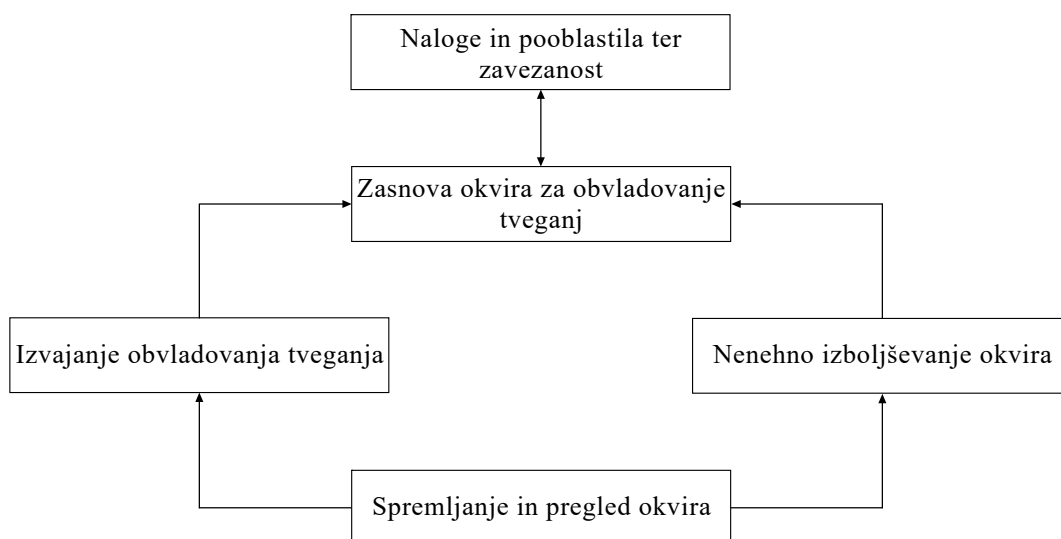 Naloge in pooblastila ter
zavezanost
Zasnova okvira za obvladovanje
tveganj
Izvajanje obvladovanja tveganja
Nenehno izboljševanje okvira
Spremljanje in pregled okvira